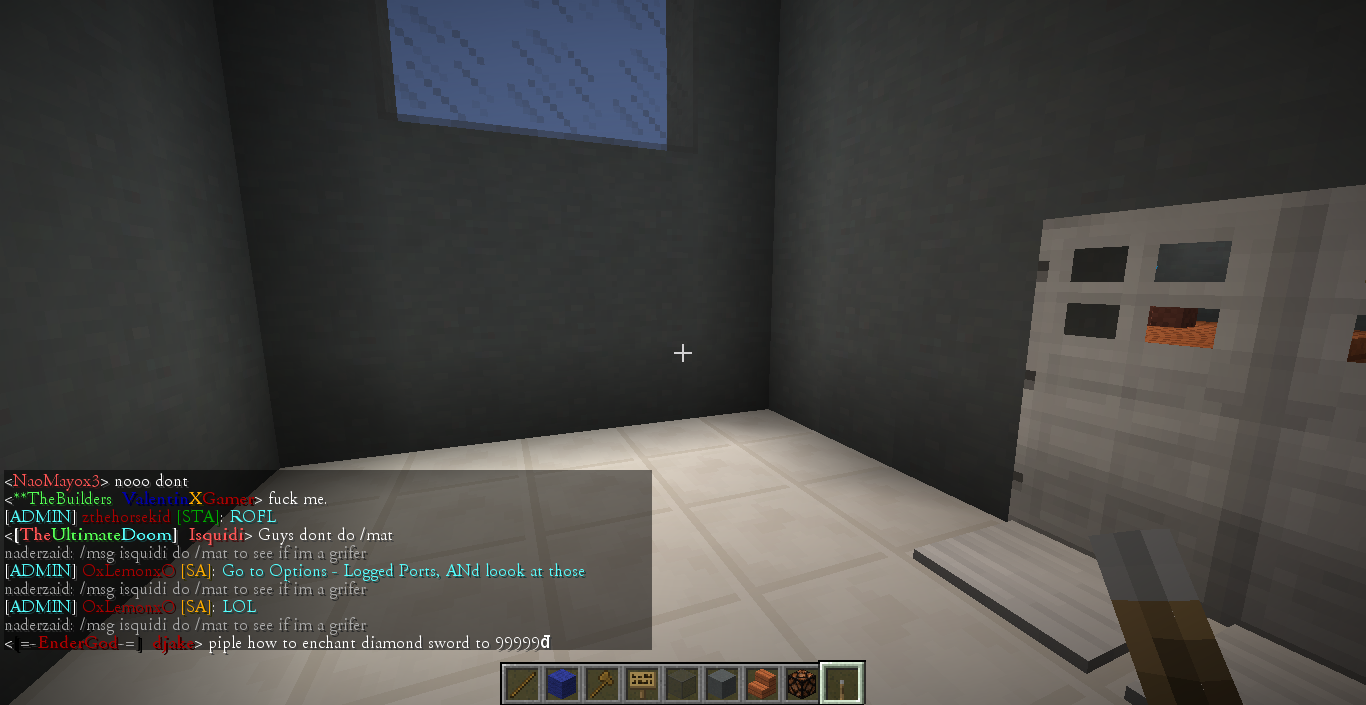 <NaoMayox3> nooo dont
<**TheBuilders ValentinXGames> fuck me.
[ADMIN] zthehorsekid [STA]: ROFL
<[TheUltimateDoom] Isquidi> Guys dont do /mat
naderzaid: /msg isquidi do /mat to see if im a grifer
[ADMIN] OxLemonxO [SA]: Go to Options - Logged Ports, ANd loook at those
naderzaid: /msg isquidi do /mat to see if im a grifer
[ADMIN] OxLemonxO [SA]: LOL
naderzaid: /msg isquidi do /mat to see if im a grifer
<[=-EnderGod-=] djake> piple how to enchant diamond sword to 99999